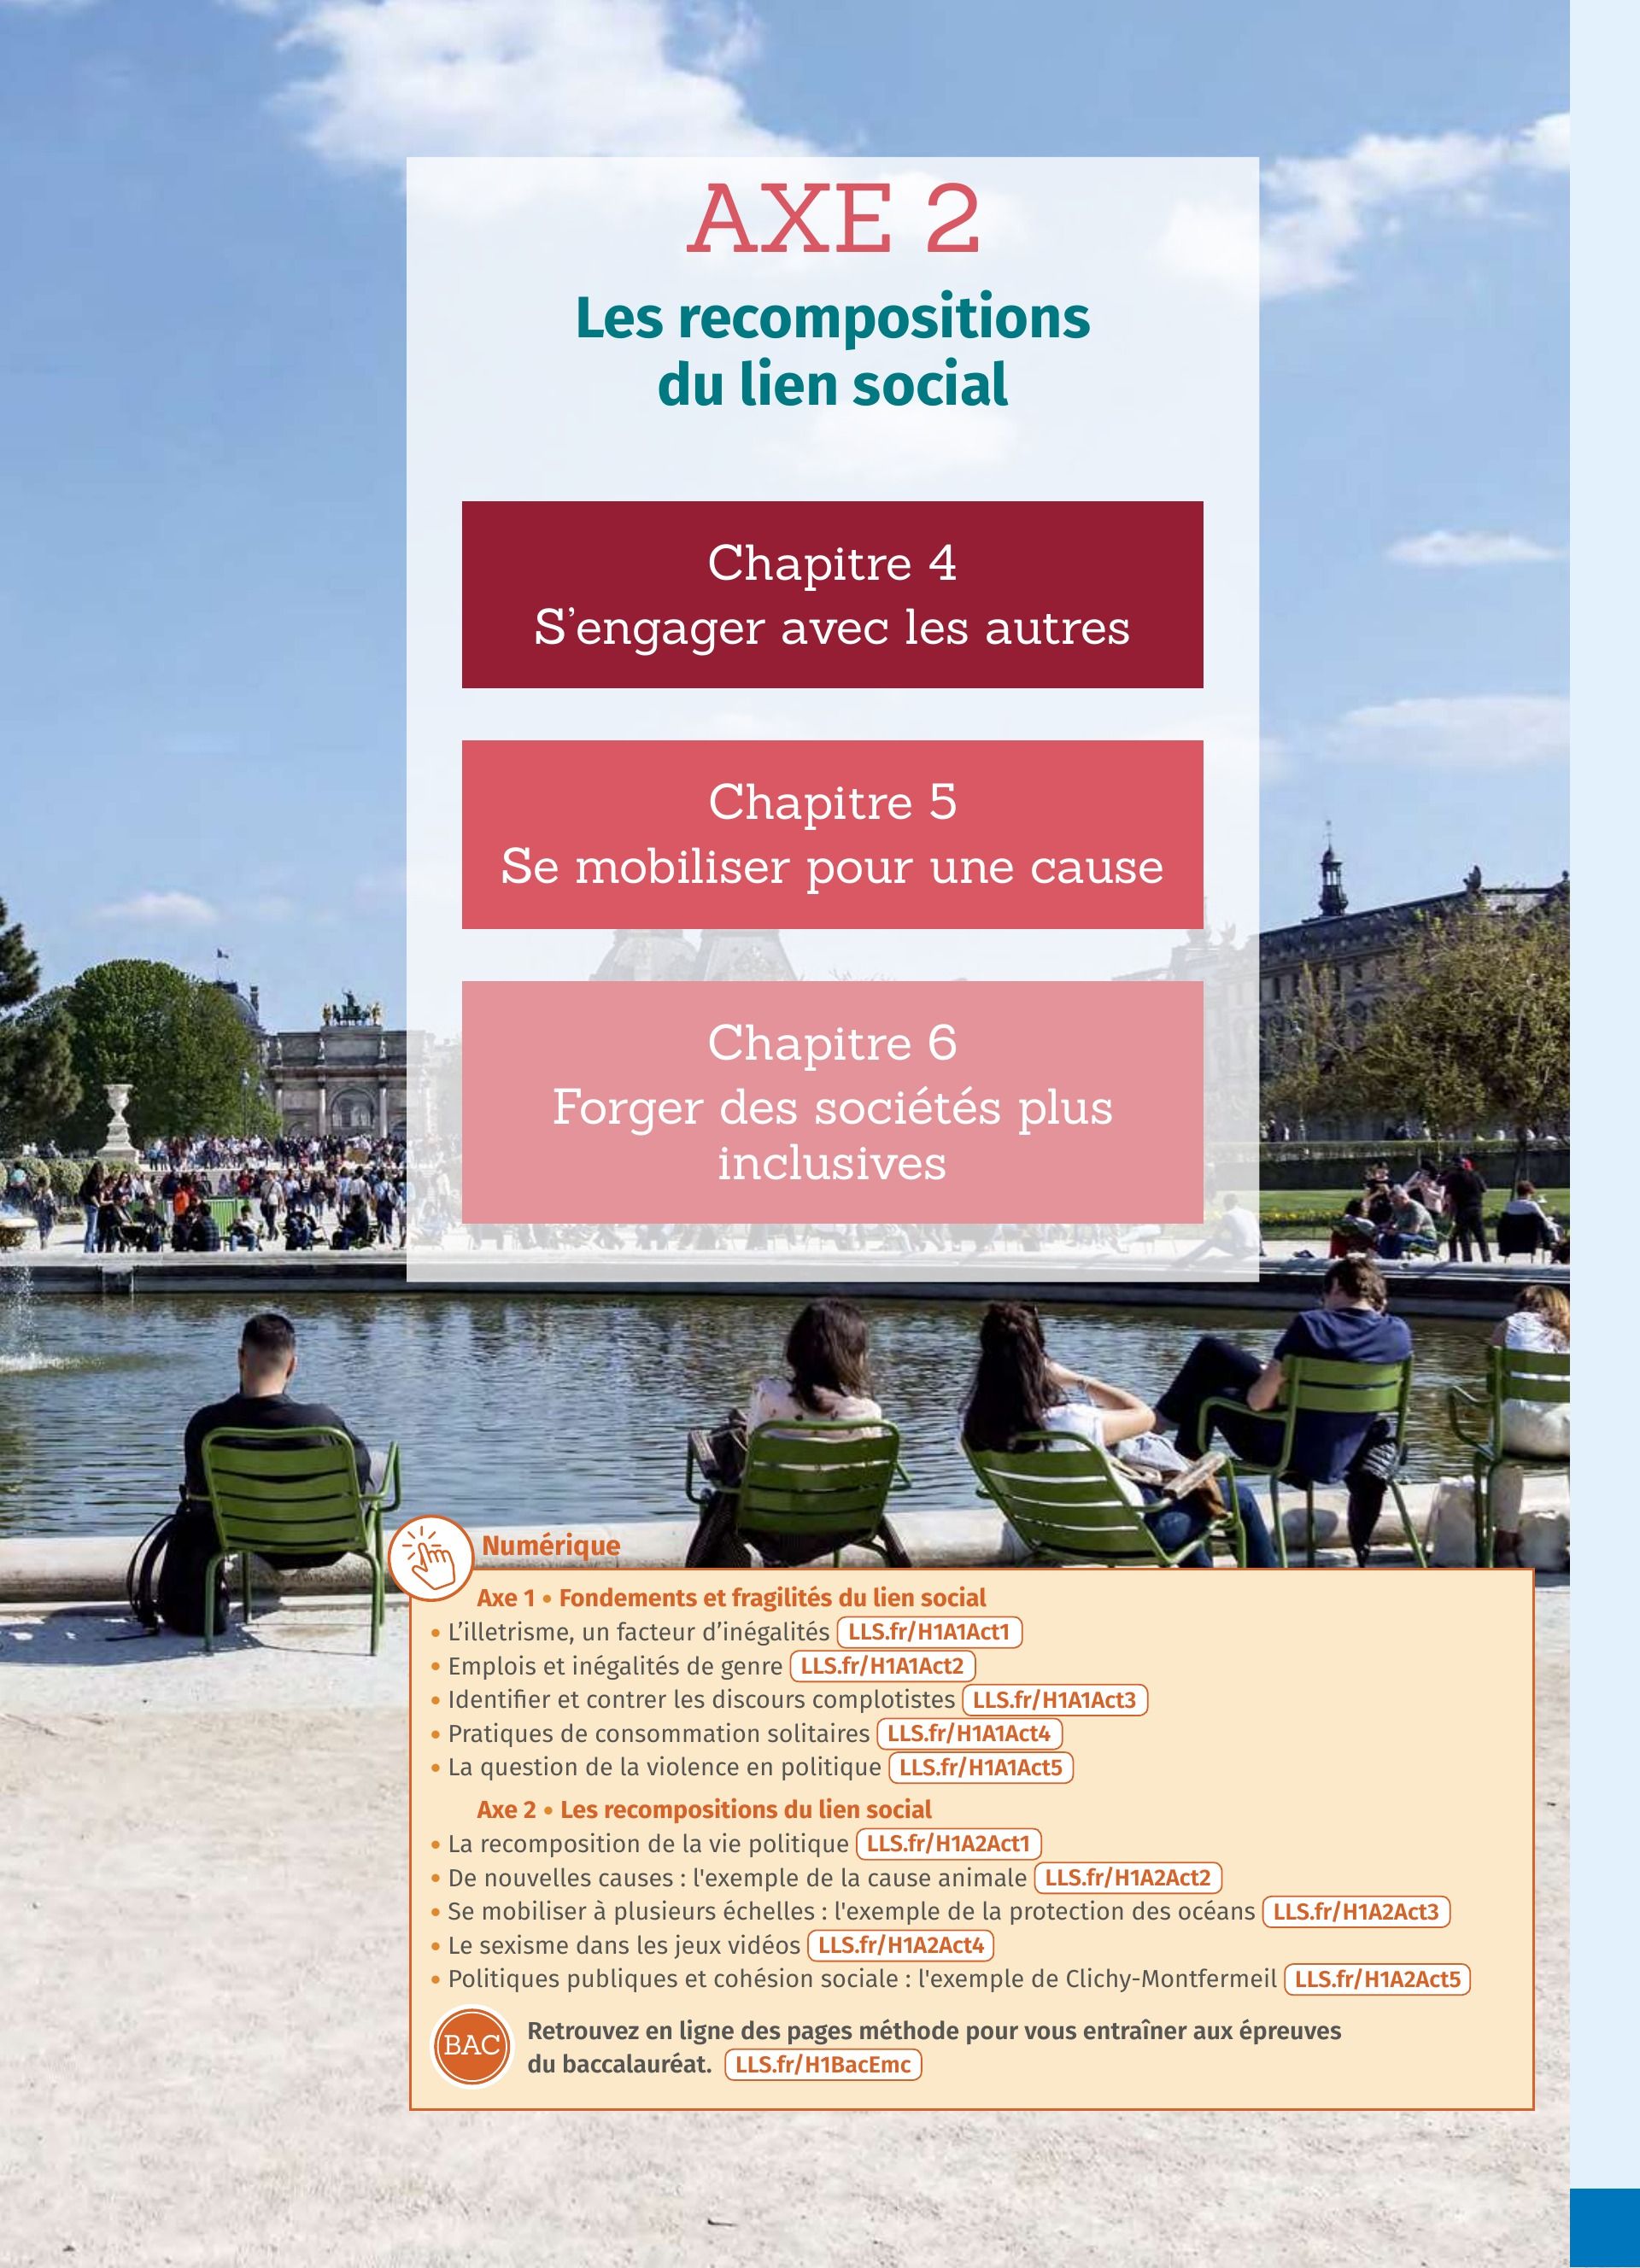 AXE 2
Les recompositions
du lien social
Chapitre 4
S’engager avec les autres
Chapitre 5
Se mobiliser pour une cause
Chapitre 6
Forger des sociétés plus
inclusives
Numérique
Axe 1 • Fondements et fragilités du lien social
• L’illetrisme, un facteur d’inégalités LLS.fr/H1A1Act1
• Emplois et inégalités de genre LLS.fr/H1A1Act2
• Identifier et contrer les discours complotistes LLS.fr/H1A1Act3
• Pratiques de consommation solitaires LLS.fr/H1A1Act4
• La question de la violence en politique LLS.fr/H1A1Act5
Axe 2 • Les recompositions du lien social
• La recomposition de la vie politique LLS.fr/H1A2Act1
• De nouvelles causes : l'exemple de la cause animale LLS.fr/H1A2Act2
• Se mobiliser à plusieurs échelles : l'exemple de la protection des océans LLS.fr/H1A2Act3
• Le sexisme dans les jeux vidéos LLS.fr/H1A2Act4
• Politiques publiques et cohésion sociale : l'exemple de Clichy-Montfermeil LLS.fr/H1A2Act5
BAC
Retrouvez en ligne des pages méthode pour vous entraîner aux épreuves
du baccalauréat. LLS.fr/H1BacEmc